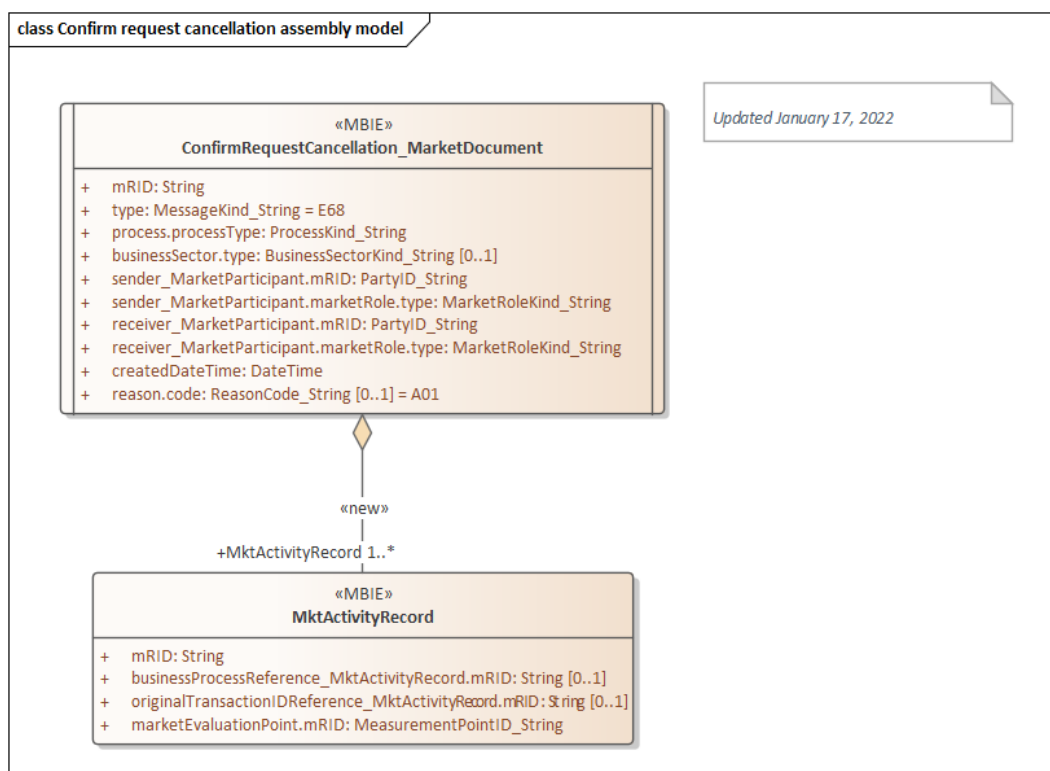 class Confirm request cancellation assembly model
Updated January 17, 2022
«MBIE»
ConfirmRequestCancellation_MarketDocument
+ mRID: String
+ type: MessageKind_String = E68
+ process.processType: ProcessKind_String
+ businessSector.type: BusinessSectorKind_String [0..1]
+ sender_MarketParticipant.mRID: PartyID_String
+ sender_MarketParticipant.marketRole.type: MarketRoleKind_String
+ receiver_MarketParticipant.mRID: PartyID_String
+ receiver_MarketParticipant.marketRole.type: MarketRoleKind_String
+ createdDateTime: DateTime
+ reason.code: ReasonCode_String [0..1] = A01
«new»
+MktActivityRecord 1..*
«MBIE»
MktActivityRecord
+ mRID: String
+ businessProcessReference_MktActivityRecord.mRID: String [0..1]
+ originalTransactionIDReference_MktActivityRecord.mRID: String [0..1]
+ marketEvaluationPoint.mRID: MeasurementPointID_String